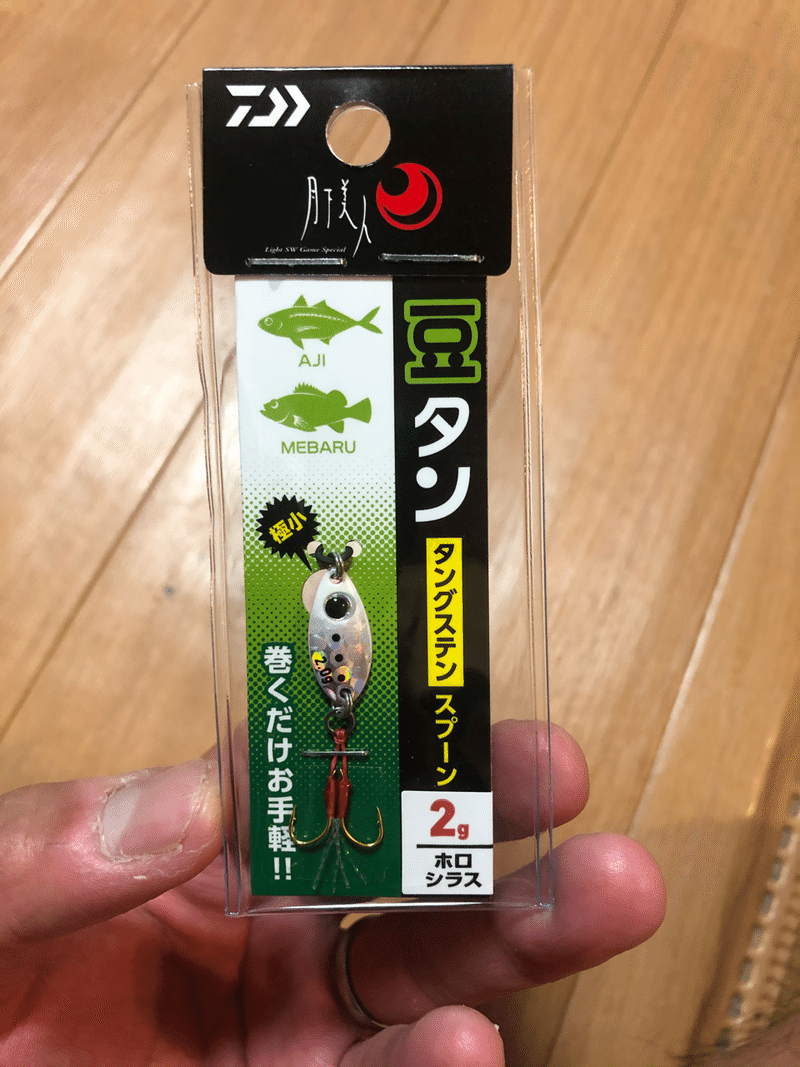 月下美人
Light SW Game Special
AJI
MEBARU
豆タン
タングステン
スプーン
極小
2.0g
巻くだけお手軽!!
2g
ホロ
シラス